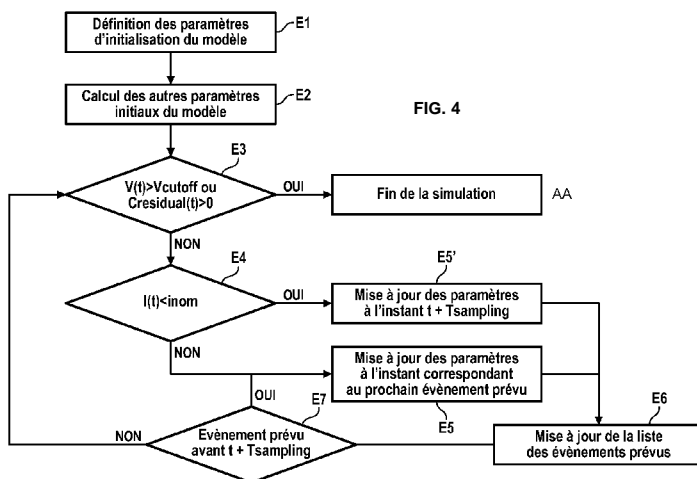 Définition des paramètres
d'initialisation du modèle
E1
Calcul des autres paramètres
initiaux du modèle
E2
FIG. 4
E3
V(t)>Vcutoff ou
Cresidual(t)>0
OUI
Fin de la simulation
AA
NON
E4
I(t)<inom
OUI
E5'
Mise à jour des paramètres
à l'instant t + Tsampling
NON
Mise à jour des paramètres
à l'instant correspondant
au prochain évènement prévu
E5
OUI
E7
NON
Evènement prévu
avant t + Tsampling
E6
Mise à jour de la liste
des évènements prévus